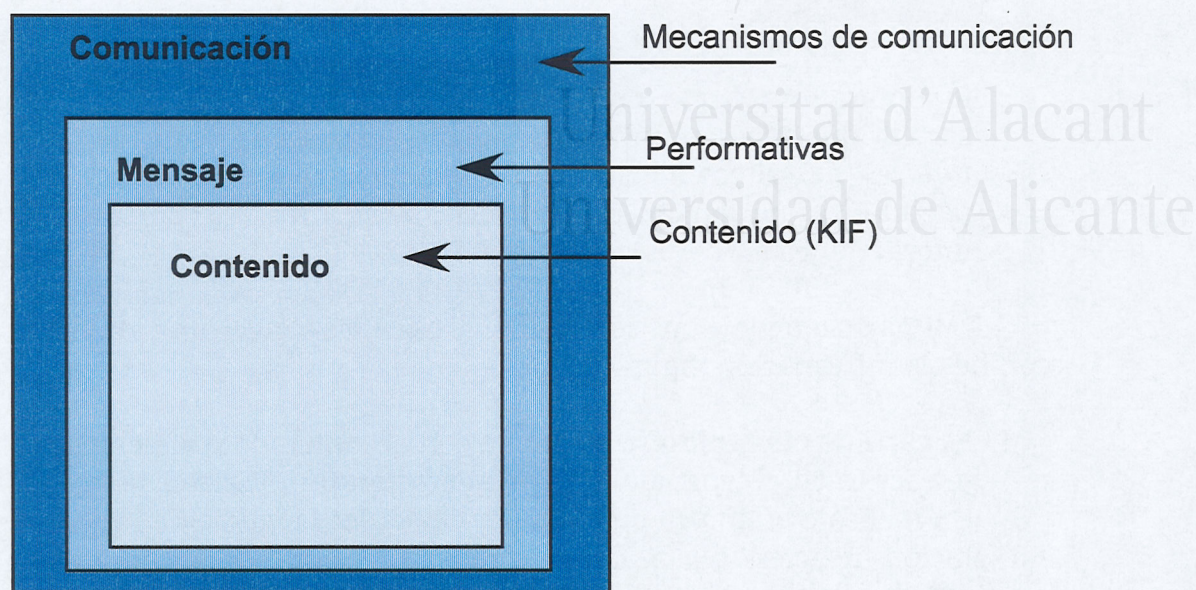 Comunicación
Mecanismos de comunicación
Universitat d'Alacant
Performativas
Mensaje
Universidad de Alicante
Contenido (KIF)
Contenido